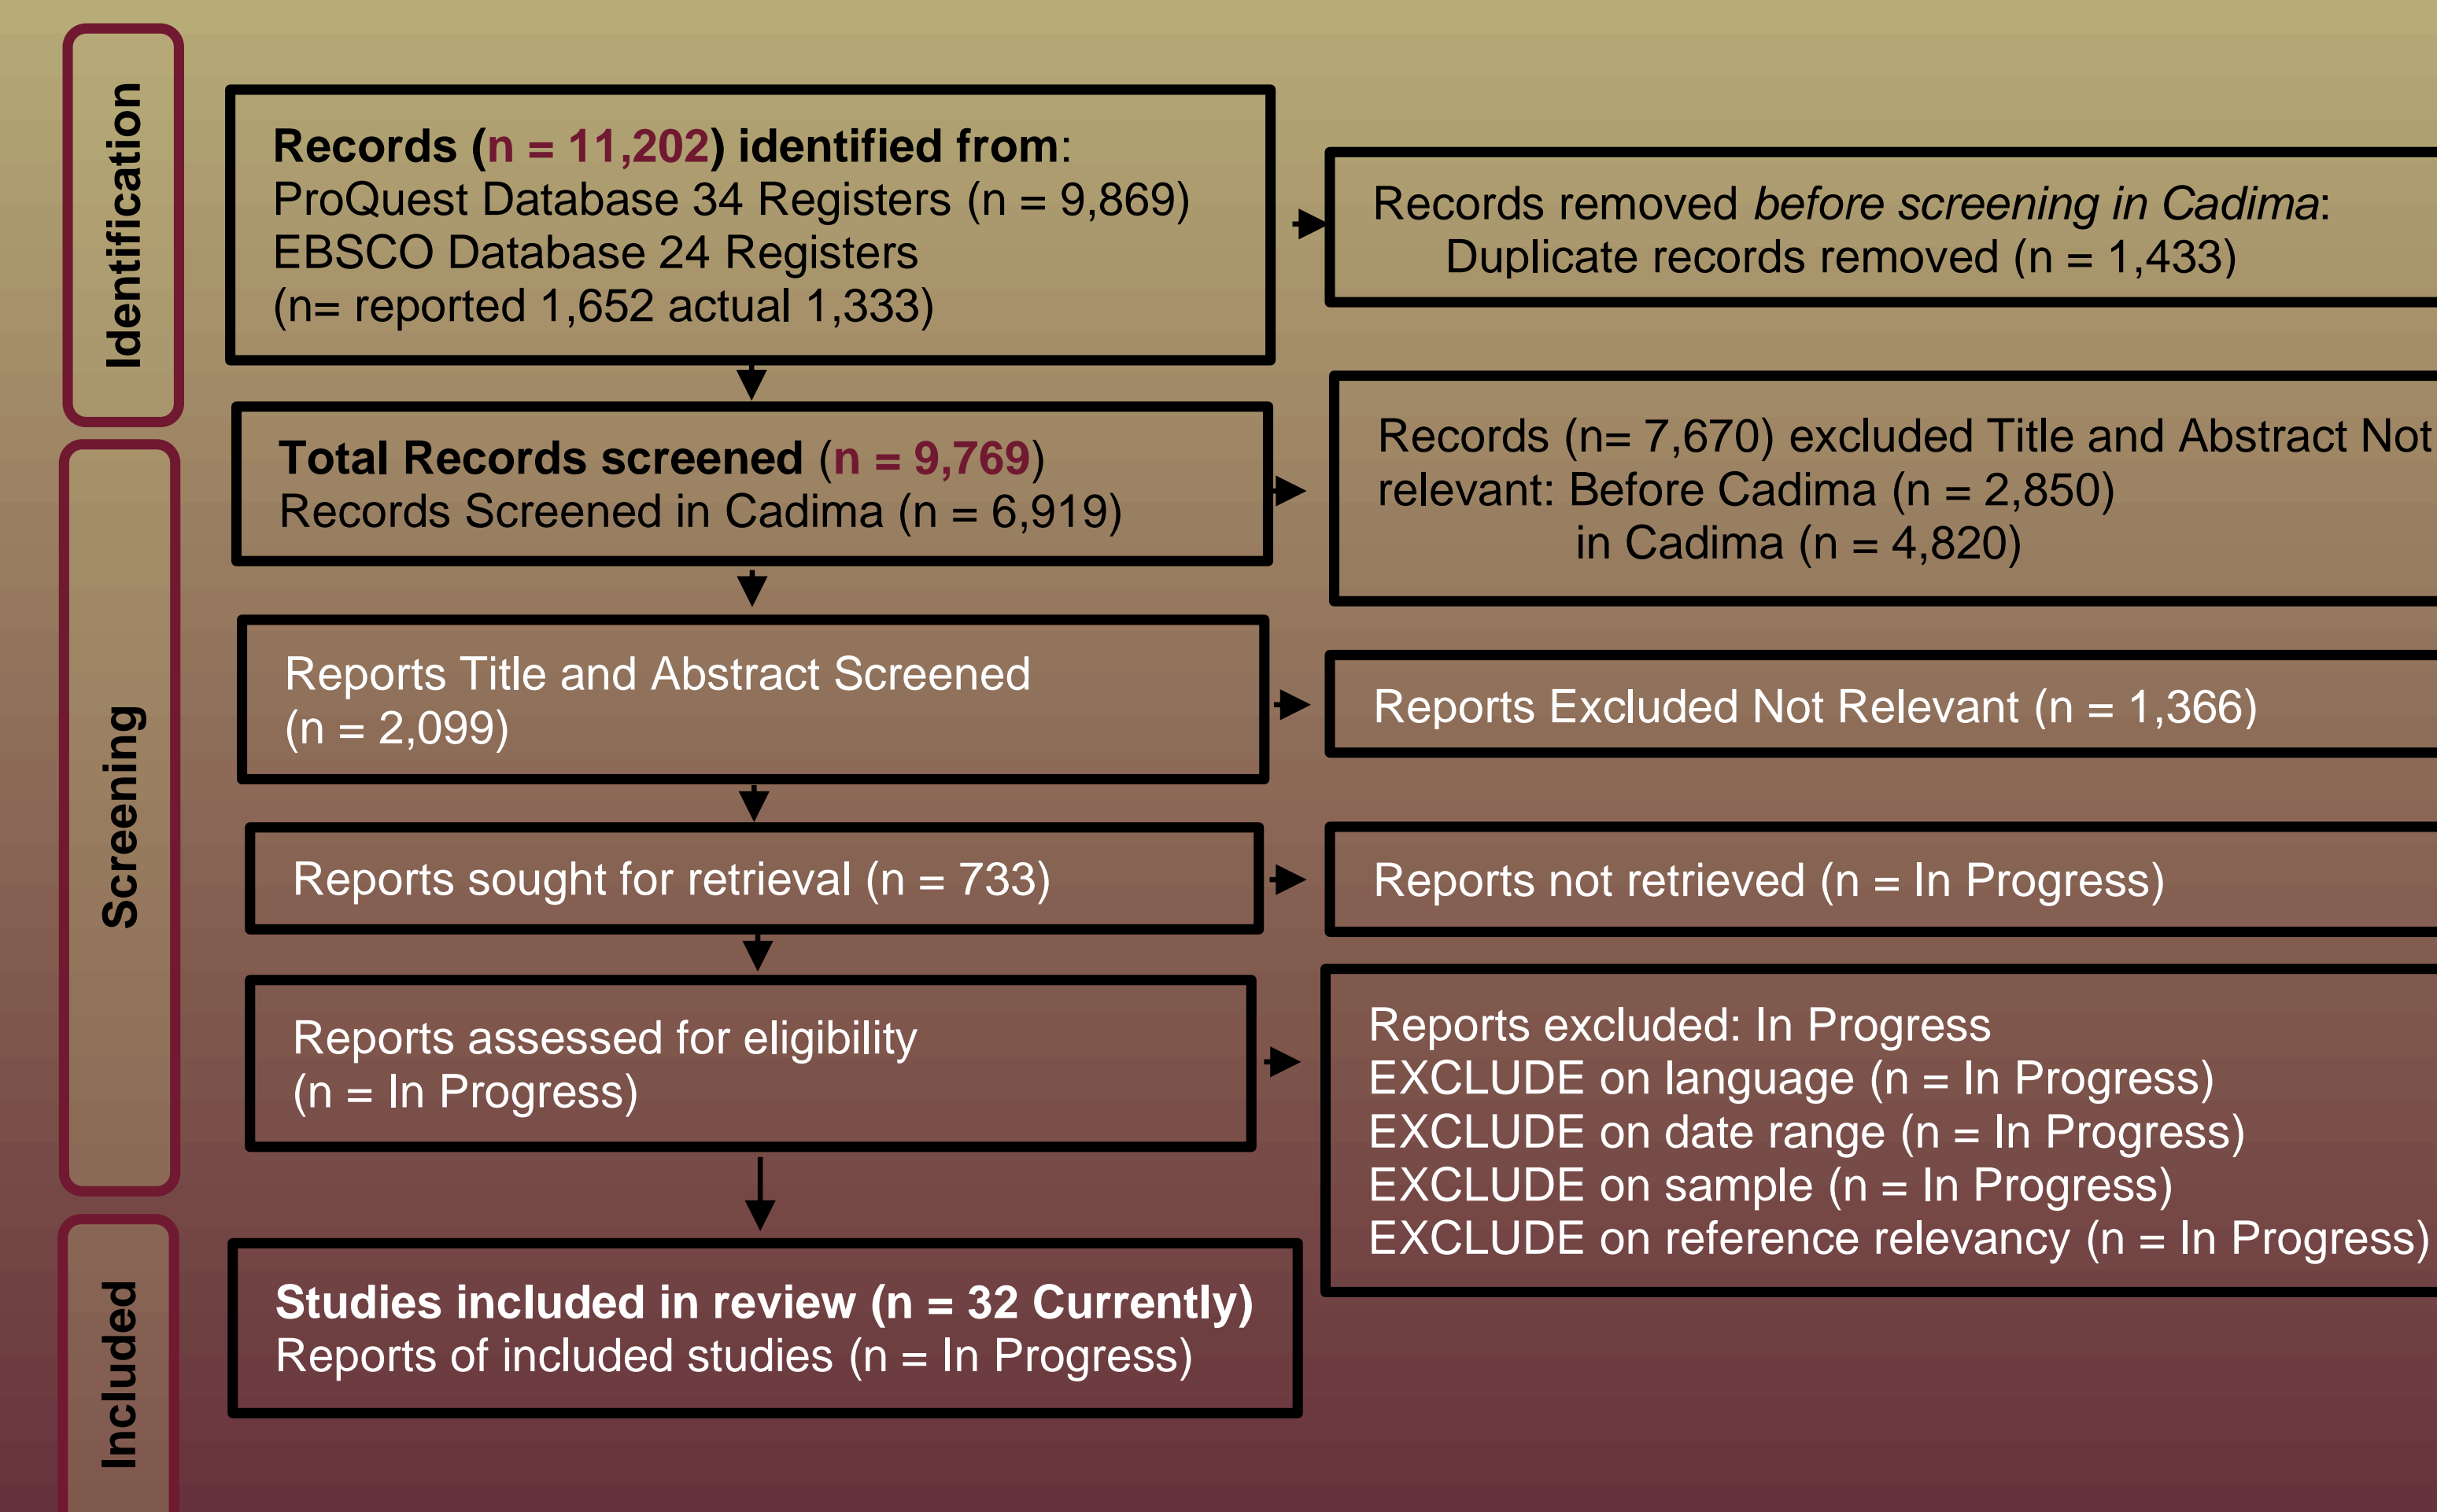 Identification
Records (n = 11,202) identified from:
ProQuest Database 34 Registers (n = 9,869)
EBSCO Database 24 Registers
(n= reported 1,652 actual 1,333)
Records removed before screening in Cadima:
Duplicate records removed (n = 1,433)
Screening
Total Records screened (n = 9,769)
Records Screened in Cadima (n = 6,919)
Records (n= 7,670) excluded Title and Abstract Not
relevant: Before Cadima (n = 2,850)
in Cadima (n = 4,820)
Reports Title and Abstract Screened
(n = 2,099)
Reports Excluded Not Relevant (n = 1,366)
Reports sought for retrieval (n = 733)
Reports not retrieved (n = In Progress)
Reports assessed for eligibility
(n = In Progress)
Reports excluded: In Progress
EXCLUDE on language (n = In Progress)
EXCLUDE on date range (n = In Progress)
EXCLUDE on sample (n = In Progress)
EXCLUDE on reference relevancy (n = In Progress)
Included
Studies included in review (n = 32 Currently)
Reports of included studies (n = In Progress)